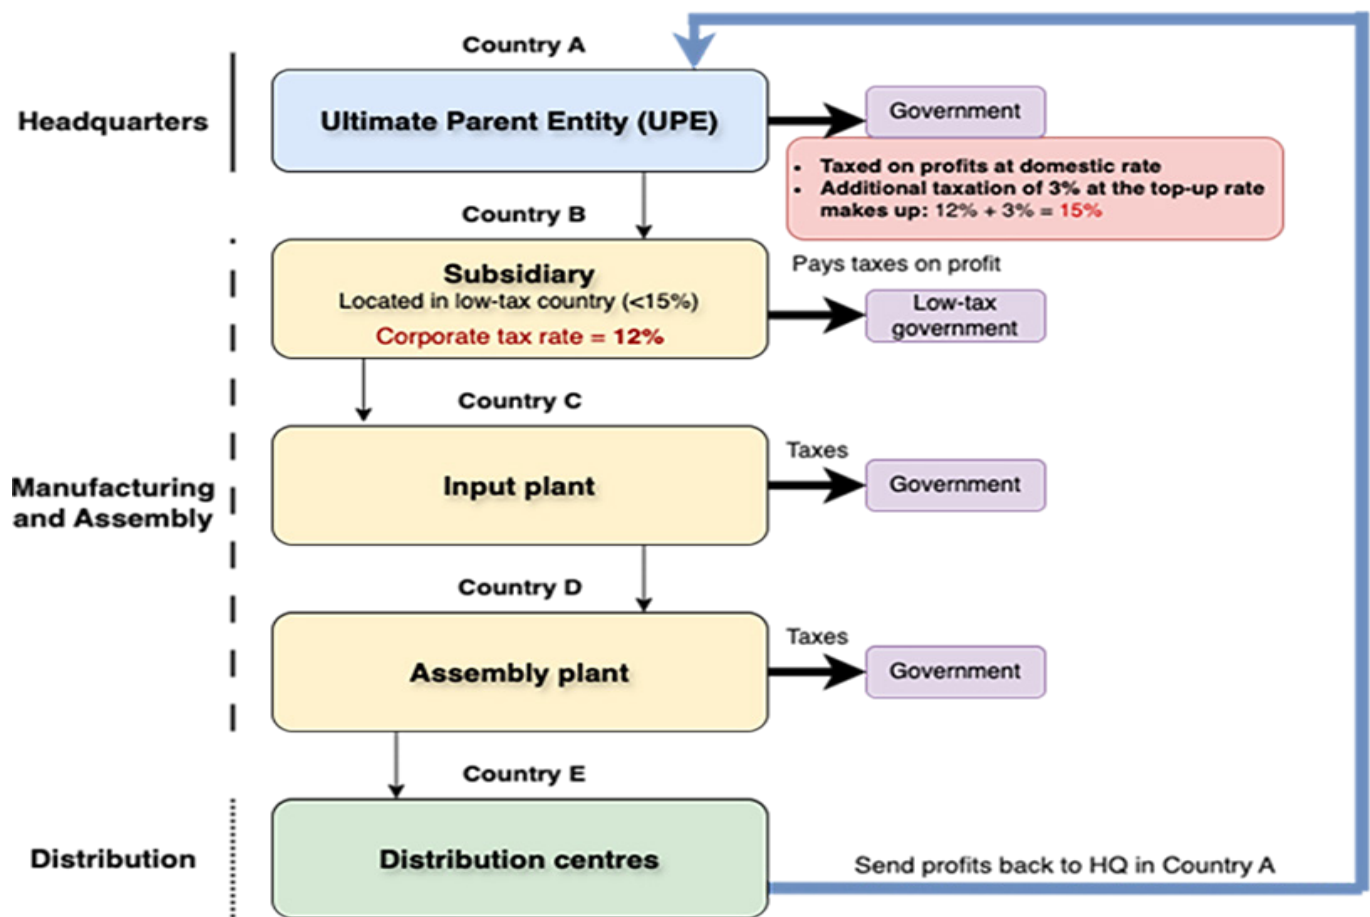 Country A
Headquarters
Ultimate Parent Entity (UPE)
Government
• Taxed on profits at domestic rate
• Additional taxation of 3% at the top-up rate
makes up: 12% + 3% = 15%
Country B
Subsidiary
Located in low-tax country (<15%)
Corporate tax rate = 12%
Pays taxes on profit
Low-tax
government
Country C
Manufacturing
and Assembly
Input plant
Taxes
Government
Country D
Assembly plant
Taxes
Government
Country E
Distribution
Distribution centres
Send profits back to HQ in Country A